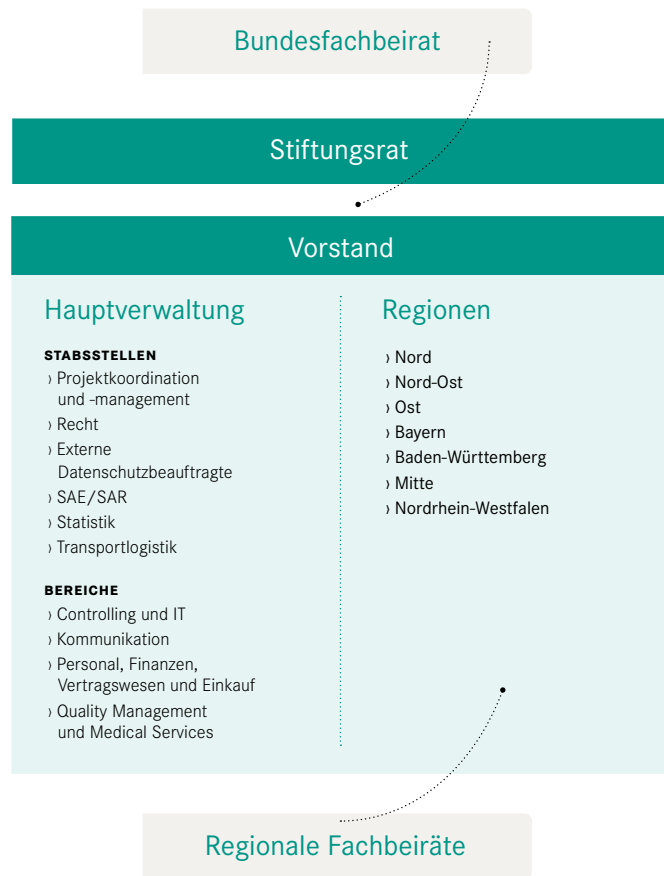 Bundesfachbeirat
Stiftungsrat
Vorstand
Hauptverwaltung
STABSSTELLEN
› Projektkoordination
und -management
› Recht
› Externe
Datenschutzbeauftragte
› SAE/SAR
› Statistik
› Transportlogistik
BEREICHE
› Controlling und IT
› Kommunikation
› Personal, Finanzen,
Vertragswesen und Einkauf
› Quality Management
und Medical Services
Regionen
› Nord
› Nord-Ost
› Ost
› Bayern
› Baden-Württemberg
› Mitte
› Nordrhein-Westfalen
Regionale Fachbeiräte